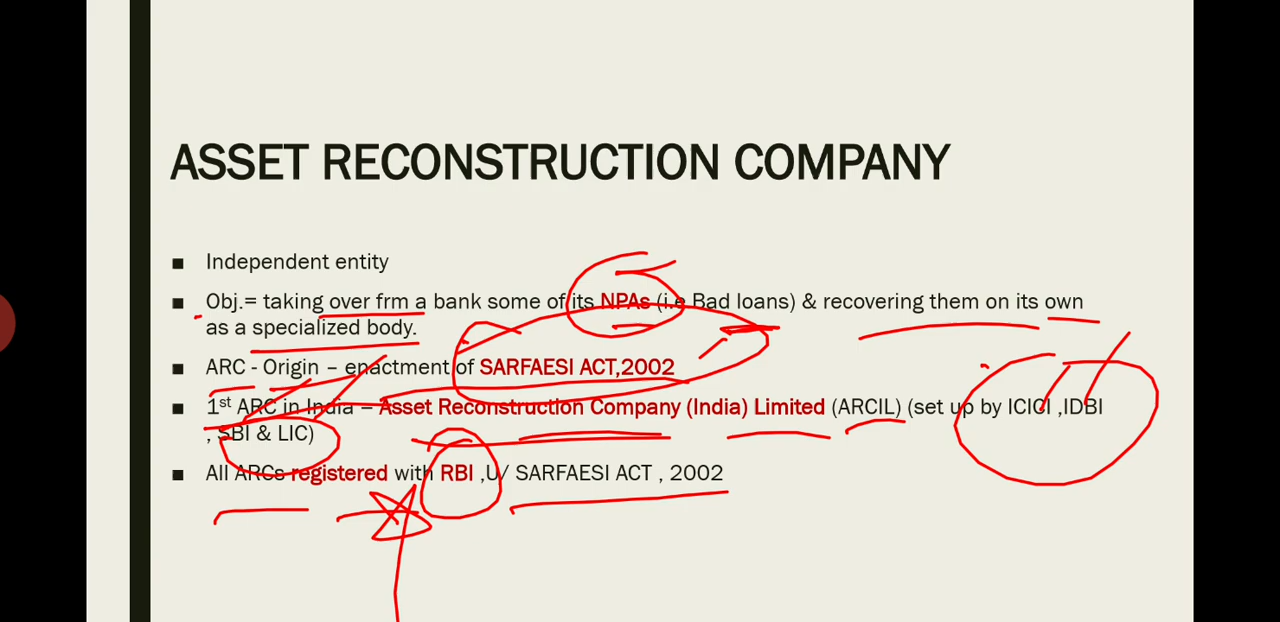 ASSET RECONSTRUCTION COMPANY
Independent entity
Obj.= taking over frm a bank some of its NPAs (i.e Bad loans) & recovering them on its own
as a specialized body.
ARC - Origin – enactment of SARFAESI ACT,2002
1st ARC in India – Asset Reconstruction Company (India) Limited (ARCIL) (set up by ICICI ,IDBI
, SBI & LIC)
All ARCs registered with RBI ,U/ SARFAESI ACT , 2002